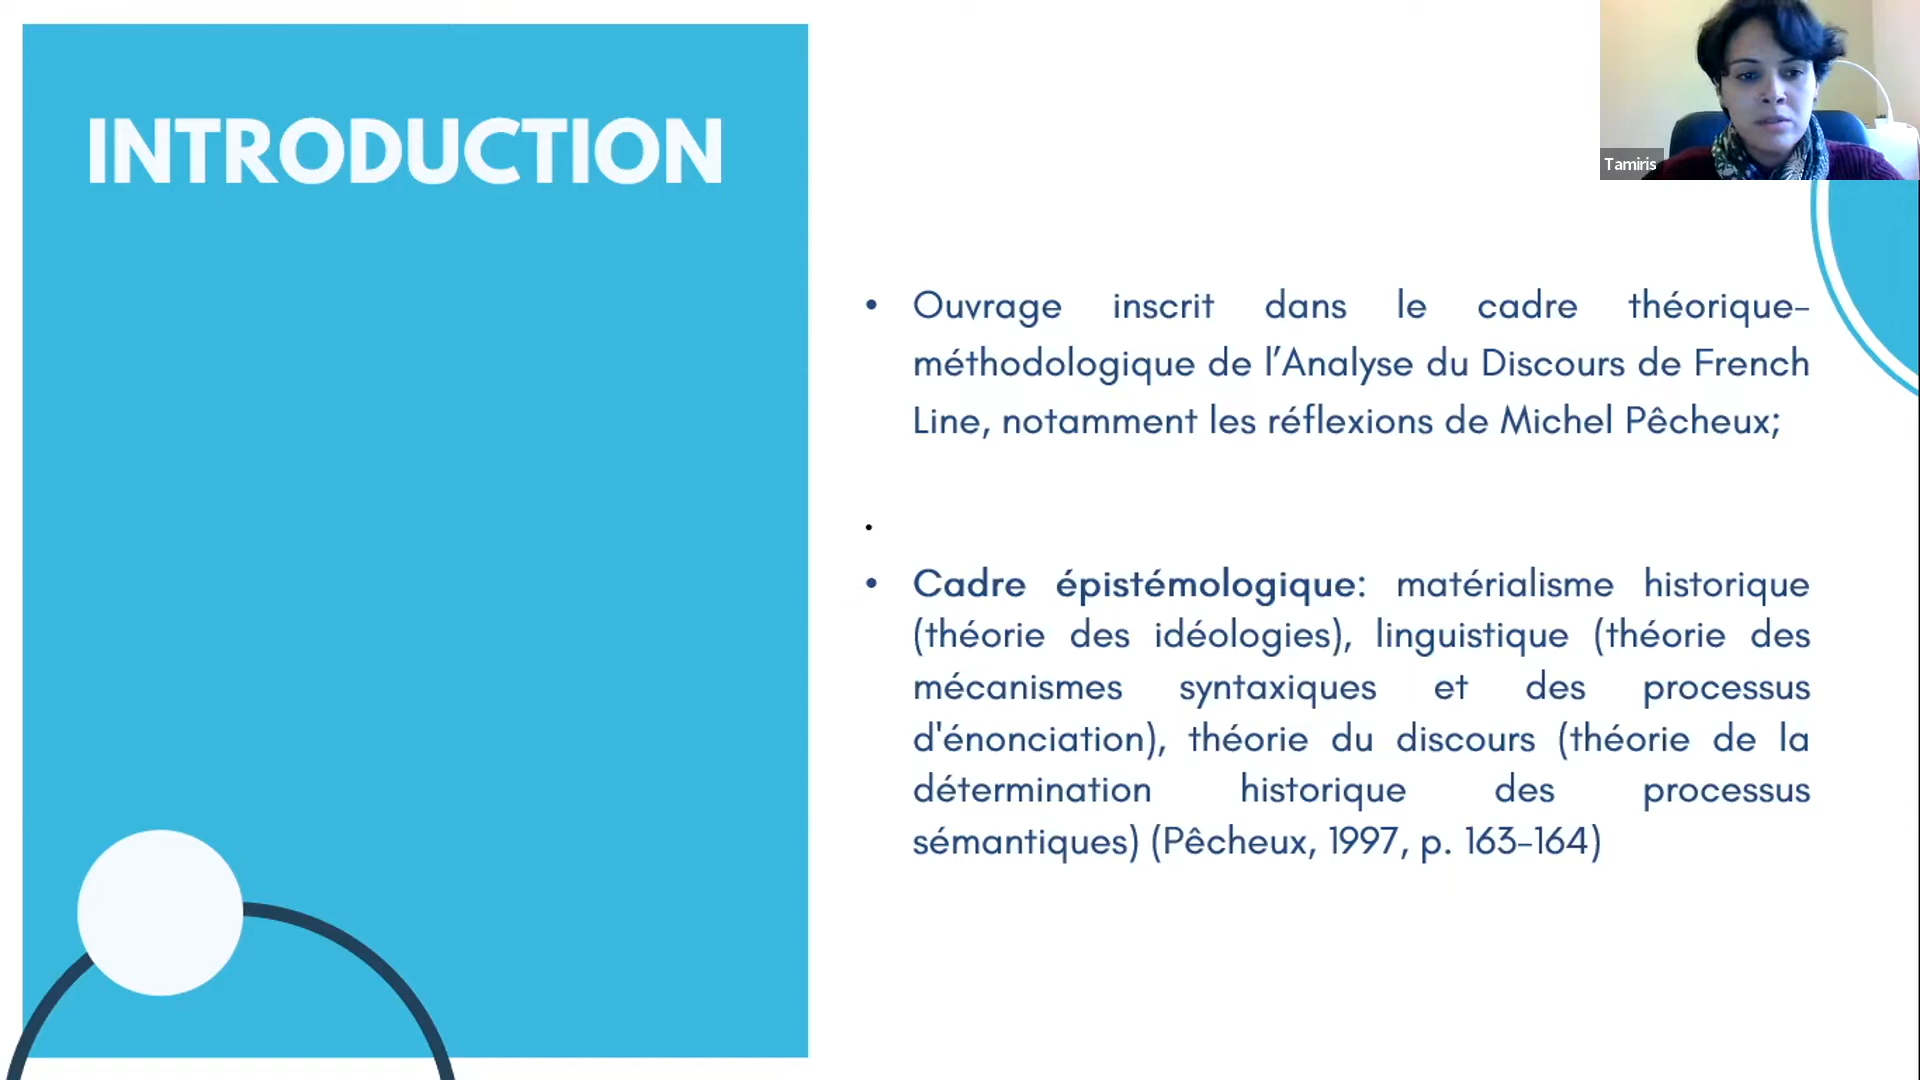 INTRODUCTION
Tamiris
• Ouvrage inscrit dans le cadre théorique-
méthodologique de l’Analyse du Discours de French
Line, notamment les réflexions de Michel Pêcheux;
•
• Cadre épistémologique: matérialisme historique
(théorie des idéologies), linguistique (théorie des
mécanismes syntaxiques et des processus
d'énonciation), théorie du discours (théorie de la
détermination historique des processus
sémantiques) (Pêcheux, 1997, p. 163-164)